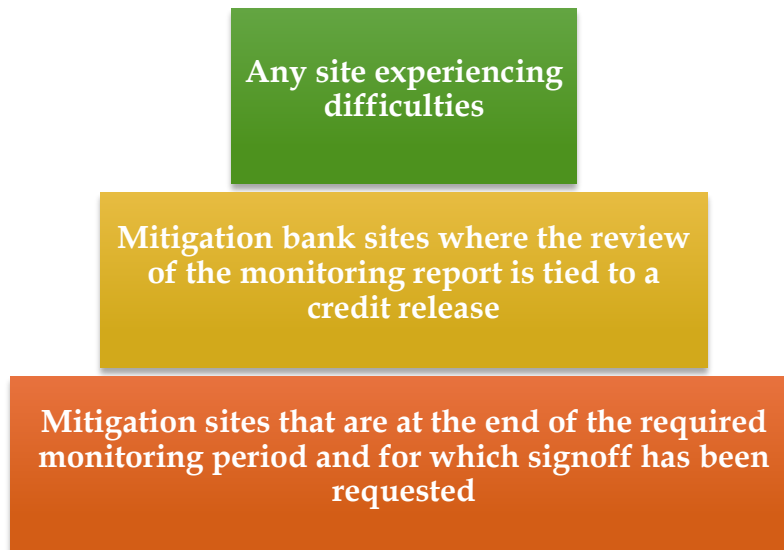 Any site experiencing
difficulties
Mitigation bank sites where the review
of the monitoring report is tied to a
credit release
Mitigation sites that are at the end of the required
monitoring period and for which signoff has been
requested